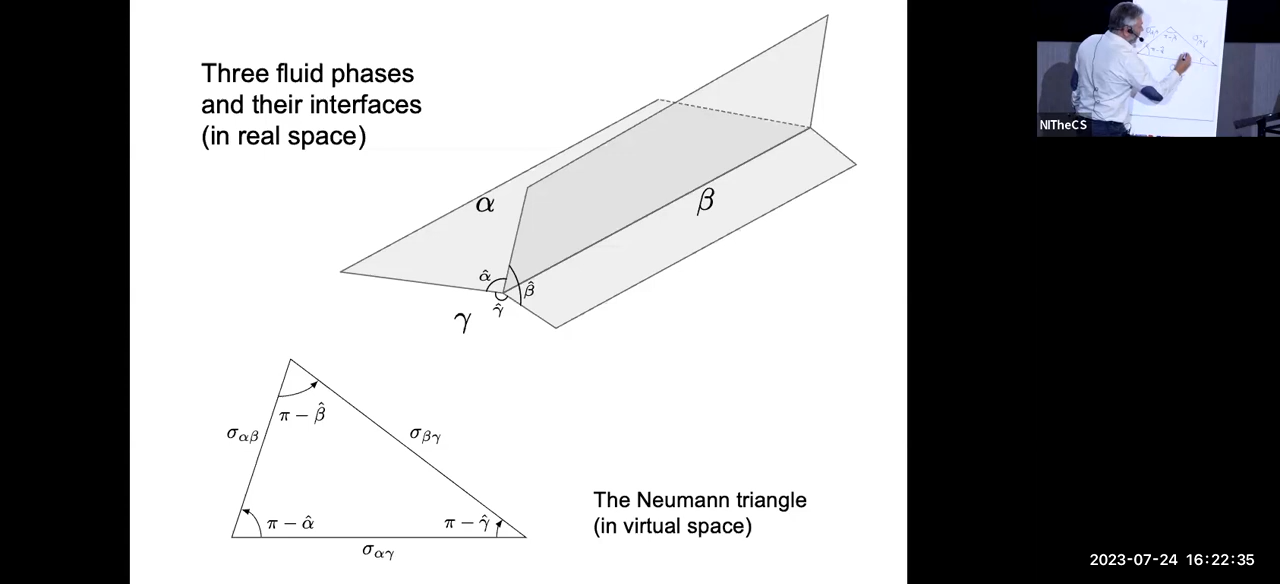 Three fluid phases
and their interfaces
(in real space)
α
β
α̂
β̂
γ̂
γ
π − β̂
σαβ
σβγ
π − α̂
π − γ̂
σαγ
The Neumann triangle
(in virtual space)
NITheCS
2023-07-24 16:22:35